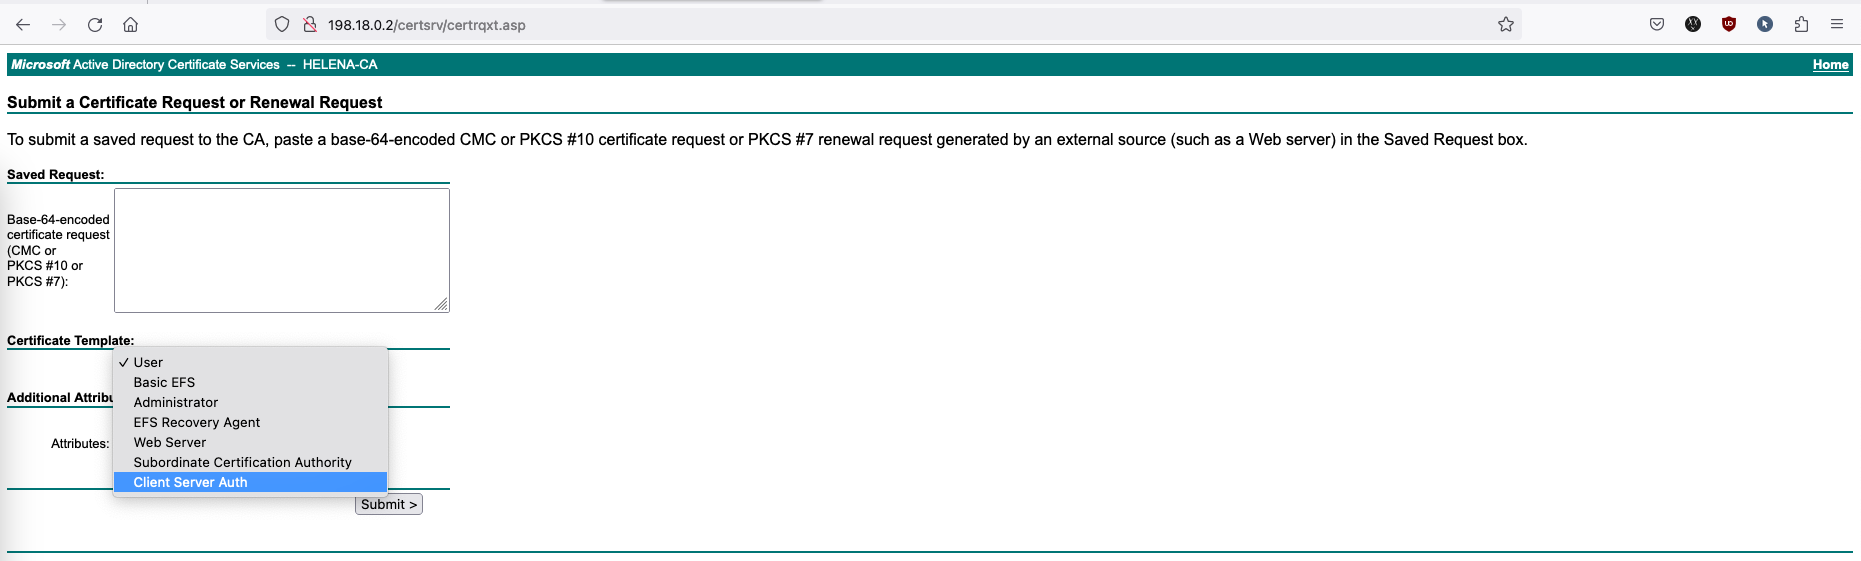 198.18.0.2/certsrv/certrqxt.asp
Microsoft Active Directory Certificate Services -- HELENA-CA
Home
Submit a Certificate Request or Renewal Request
To submit a saved request to the CA, paste a base-64-encoded CMC or PKCS #10 certificate request or PKCS #7 renewal request generated by an external source (such as a Web server) in the Saved Request box.
Saved Request:
Base-64-encoded
certificate request
(CMC or
PKCS #10 or
PKCS #7):
Certificate Template:
✓ User
Basic EFS
Administrator
EFS Recovery Agent
Web Server
Subordinate Certification Authority
Client Server Auth
Additional Attribu
Attributes:
Submit >